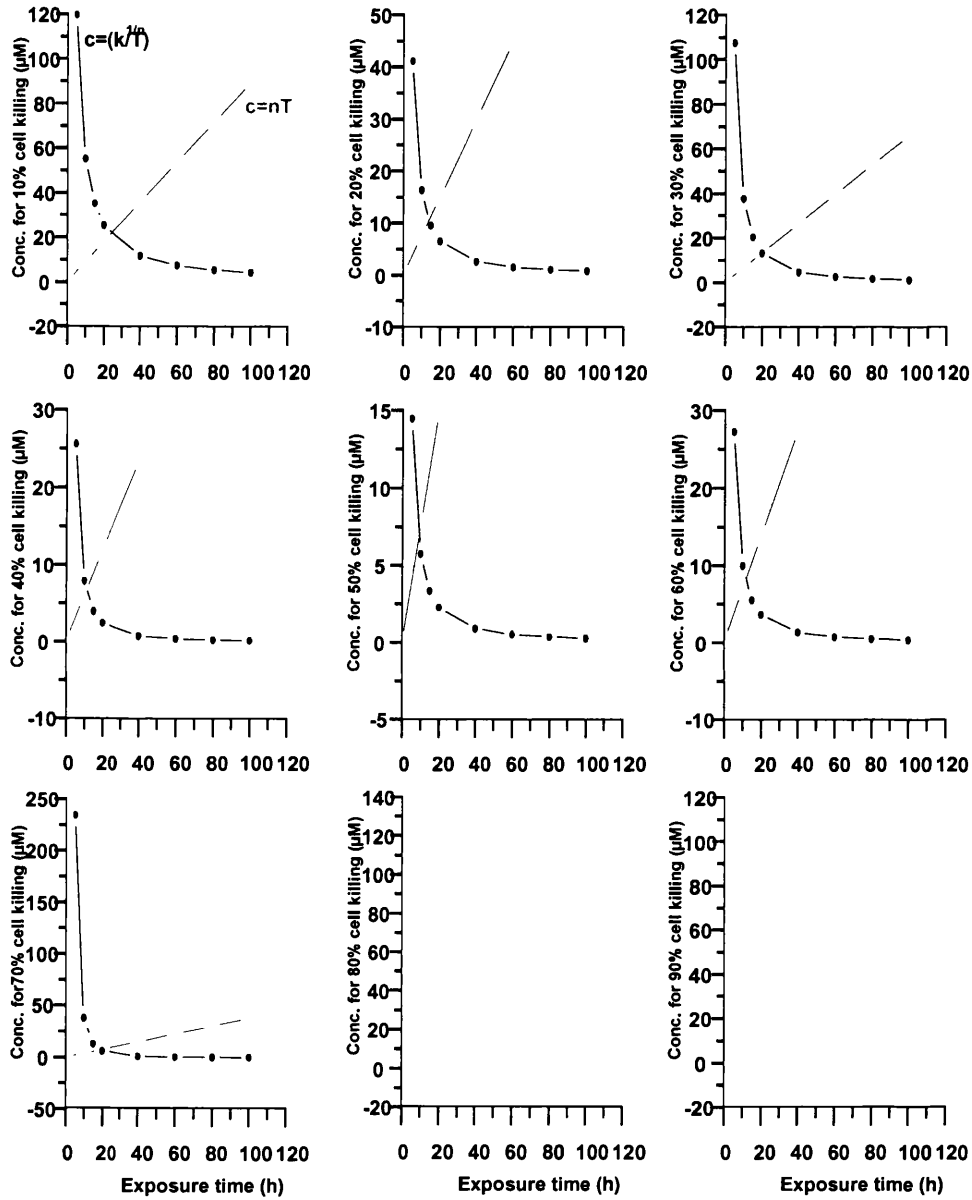 Conc. for 10% cell killing (µM)
120
100
80
60
40
20
0
-20
c=(k/T)^1/n
c=nT
0 20 40 60 80 100 120
Conc. for 20% cell killing (µM)
50
40
30
20
10
0
-10
0 20 40 60 80 100 120
Conc. for 30% cell killing (µM)
120
100
80
60
40
20
0
-20
0 20 40 60 80 100 120
Conc. for 40% cell killing (µM)
30
20
10
0
-10
0 20 40 60 80 100 120
Conc. for 50% cell killing (µM)
15
10
5
0
-5
0 20 40 60 80 100 120
Conc. for 60% cell killing (µM)
30
20
10
0
-10
0 20 40 60 80 100 120
Conc. for70% cell killing (µM)
250
200
150
100
50
0
-50
0 20 40 60 80 100 120
Exposure time (h)
Conc. for 80% cell killing (µM)
140
120
100
80
60
40
20
0
-20
0 20 40 60 80 100 120
Exposure time (h)
Conc. for 90% cell killing (µM)
120
100
80
60
40
20
0
-20
0 20 40 60 80 100 120
Exposure time (h)